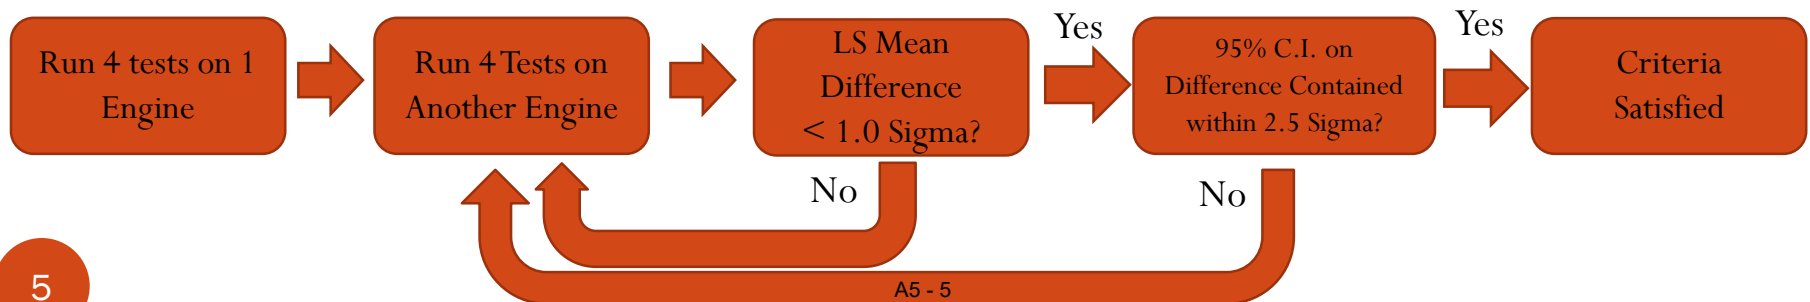 Run 4 tests on 1
Engine
Run 4 Tests on
Another Engine
LS Mean
Difference
< 1.0 Sigma?
Yes
95% C.I. on
Difference Contained
within 2.5 Sigma?
Yes
Criteria
Satisfied
No
No
5
A5 - 5